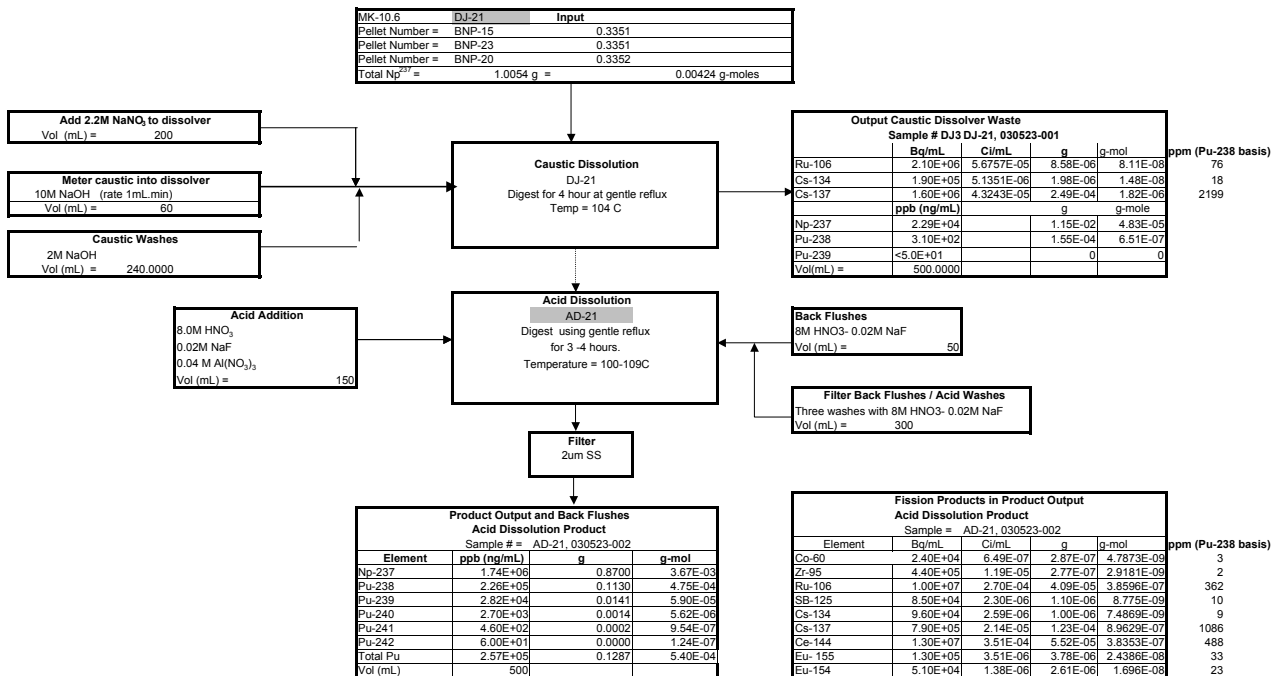 MK-10.6 DJ-21 Input
Pellet Number = BNP-15 0.3351
Pellet Number = BNP-23 0.3351
Pellet Number = BNP-20 0.3352
Total Np237 = 1.0054 g = 0.00424 g-moles
Add 2.2M NaNO3 to dissolver
Vol (mL) = 200
Meter caustic into dissolver
10M NaOH (rate 1mL.min)
Vol (mL) = 60
Caustic Washes
2M NaOH
Vol (mL) = 240.0000
Caustic Dissolution
DJ-21
Digest for 4 hour at gentle reflux
Temp = 104 C
Output Caustic Dissolver Waste
Sample # DJ3 DJ-21, 030523-001
Bq/mL Ci/mL g g-mol ppm (Pu-238 basis)
Ru-106 2.10E+06 5.6757E-05 8.58E-06 8.11E-08 76
Cs-134 1.90E+05 5.1351E-06 1.98E-06 1.48E-08 18
Cs-137 1.60E+06 4.3243E-05 2.49E-04 1.82E-06 2199
ppb (ng/mL) g g-mole
Np-237 2.29E+04 1.15E-02 4.83E-05
Pu-238 3.10E+02 1.55E-04 6.51E-07
Pu-239 <5.0E+01 0 0
Vol(mL) = 500.0000
Acid Addition
8.0M HNO3
0.02M NaF
0.04 M Al(NO3)3
Vol (mL) = 150
Acid Dissolution
AD-21
Digest using gentle reflux
for 3 -4 hours.
Temperature = 100-109C
Back Flushes
8M HNO3- 0.02M NaF
Vol (mL) = 50
Filter Back Flushes / Acid Washes
Three washes with 8M HNO3- 0.02M NaF
Vol (mL) = 300
Filter
2um SS
Product Output and Back Flushes
Acid Dissolution Product
Sample # = AD-21, 030523-002
Element ppb (ng/mL) g g-mol
Np-237 1.74E+06 0.8700 3.67E-03
Pu-238 2.26E+05 0.1130 4.75E-04
Pu-239 2.82E+04 0.0141 5.90E-05
Pu-240 2.70E+03 0.0014 5.62E-06
Pu-241 4.60E+02 0.0002 9.54E-07
Pu-242 6.00E+01 0.0000 1.24E-07
Total Pu 2.57E+05 0.1287 5.40E-04
Vol (mL) 500
Fission Products in Product Output
Acid Dissolution Product
Sample = AD-21, 030523-002
Element Bq/mL Ci/mL g g-mol ppm (Pu-238 basis)
Co-60 2.40E+04 6.49E-07 2.87E-07 4.7873E-09 3
Zr-95 4.40E+05 1.19E-05 2.77E-07 2.9181E-09 2
Ru-106 1.00E+07 2.70E-04 4.09E-05 3.8596E-07 362
SB-125 8.50E+04 2.30E-06 1.10E-06 8.775E-09 10
Cs-134 9.60E+04 2.59E-06 1.00E-06 7.4869E-09 9
Cs-137 7.90E+05 2.14E-05 1.23E-04 8.9629E-07 1086
Ce-144 1.30E+07 3.51E-04 5.52E-05 3.8353E-07 488
Eu- 155 1.30E+05 3.51E-06 3.78E-06 2.4386E-08 33
Eu-154 5.10E+04 1.38E-06 2.61E-06 1.696E-08 23